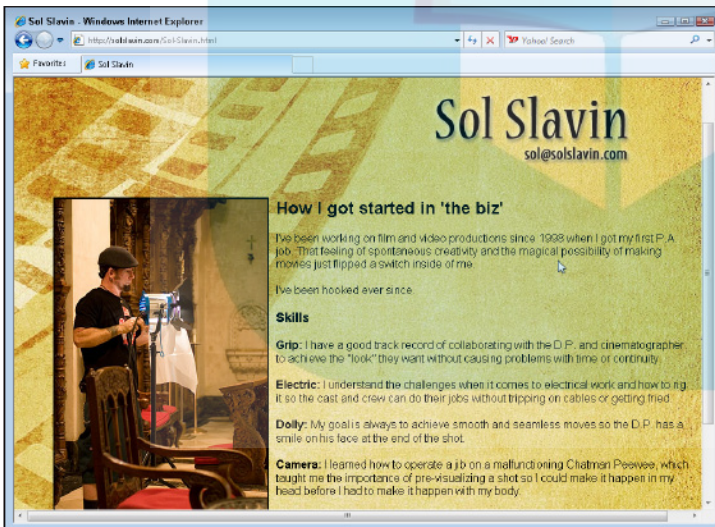 Sol Slavin - Windows Internet Explorer
http://solslavin.com/Sol-Slavin.html
Yahoo! Search
Favorites
Sol Slavin
Sol Slavin
sol@solslavin.com
How I got started in 'the biz'
I've been working on film and video productions since 1998 when I got my first P.A.
job. That feeling of spontaneous creativity and the magical possibility of making
movies just flipped a switch inside of me.
I've been hooked ever since.
Skills
Grip: I have a good track record of collaborating with the D.P. and cinematographer
to achieve the "look" they want without causing problems with time or continuity.
Electric: I understand the challenges when it comes to electrical work and how to rig
it so the cast and crew can do their jobs without tripping on cables or getting fried.
Dolly: My goal is always to achieve smooth and seamless moves so the D.P. has a
smile on his face at the end of the shot.
Camera: I learned how to operate a jib on a malfunctioning Chatman Peewee, which
taught me the importance of pre-visualizing a shot so I could make it happen in my
head before I had to make it happen with my body.